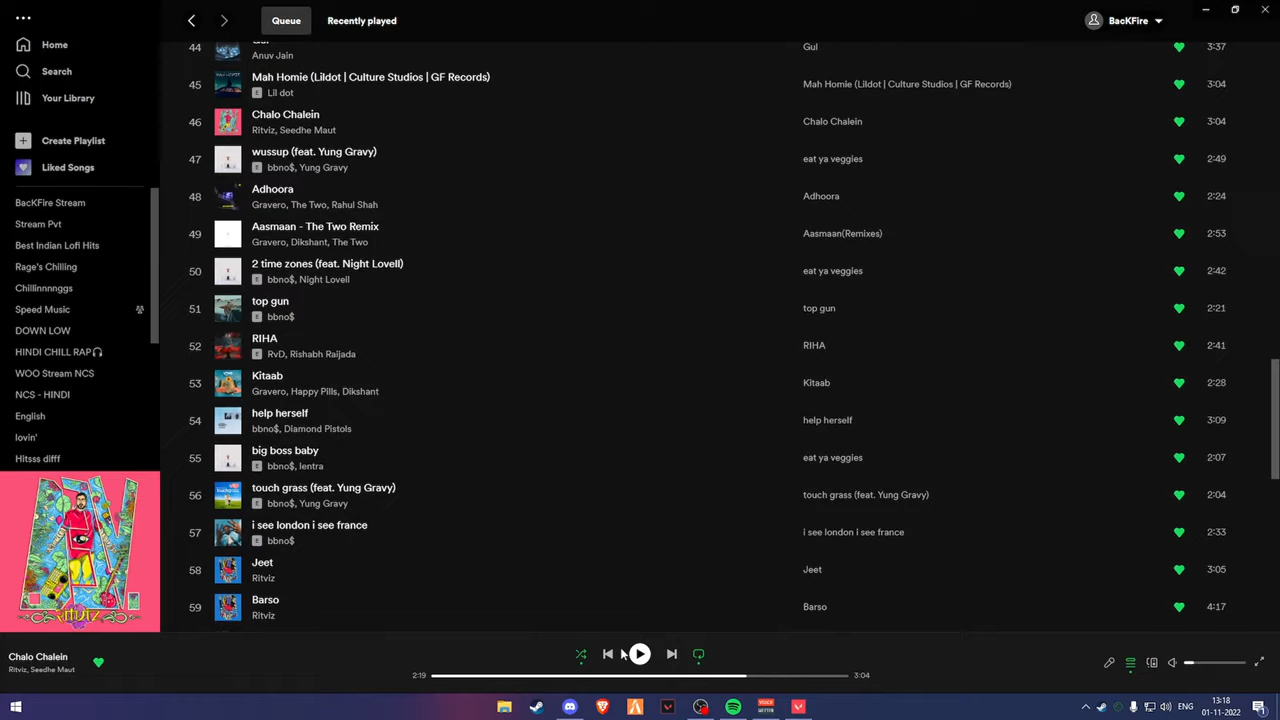 Queue
Recently played
BacKFire
Home
Search
Your Library
Create Playlist
Liked Songs
BacKFire Stream
Stream Pvt
Best Indian Lofi Hits
Rage's Chilling
Chillinnnnggs
Speed Music
DOWN LOW
HINDI CHILL RAP🎧
WOO Stream NCS
NCS - HINDI
English
lovin'
Hitsss difff
44 Gul Gul 3:37
Anuv Jain
45 Mah Homie (Lildot | Culture Studios | GF Records) Mah Homie (Lildot | Culture Studios | GF Records) 3:04
E Lil dot
46 Chalo Chalein Chalo Chalein 3:04
Ritviz, Seedhe Maut
47 wussup (feat. Yung Gravy) eat ya veggies 2:49
E bbno$, Yung Gravy
48 Adhoora Adhoora 2:24
Gravero, The Two, Rahul Shah
49 Aasmaan - The Two Remix Aasmaan(Remixes) 2:53
Gravero, Dikshant, The Two
50 2 time zones (feat. Night Lovell) eat ya veggies 2:42
E bbno$, Night Lovell
51 top gun top gun 2:21
E bbno$
52 RIHA RIHA 2:41
E RvD, Rishabh Raijada
53 Kitaab Kitaab 2:28
Gravero, Happy Pills, Dikshant
54 help herself help herself 3:09
bbno$, Diamond Pistols
55 big boss baby eat ya veggies 2:07
E bbno$, lentra
56 touch grass (feat. Yung Gravy) touch grass (feat. Yung Gravy) 2:04
E bbno$, Yung Gravy
57 i see london i see france i see london i see france 2:33
E bbno$
58 Jeet Jeet 3:05
Ritviz
59 Barso Barso 4:17
Ritviz
RITVIZ
Chalo Chalein
Ritviz, Seedhe Maut
2:19
3:04
VOICE
MEETER
13:18
01-11-2022